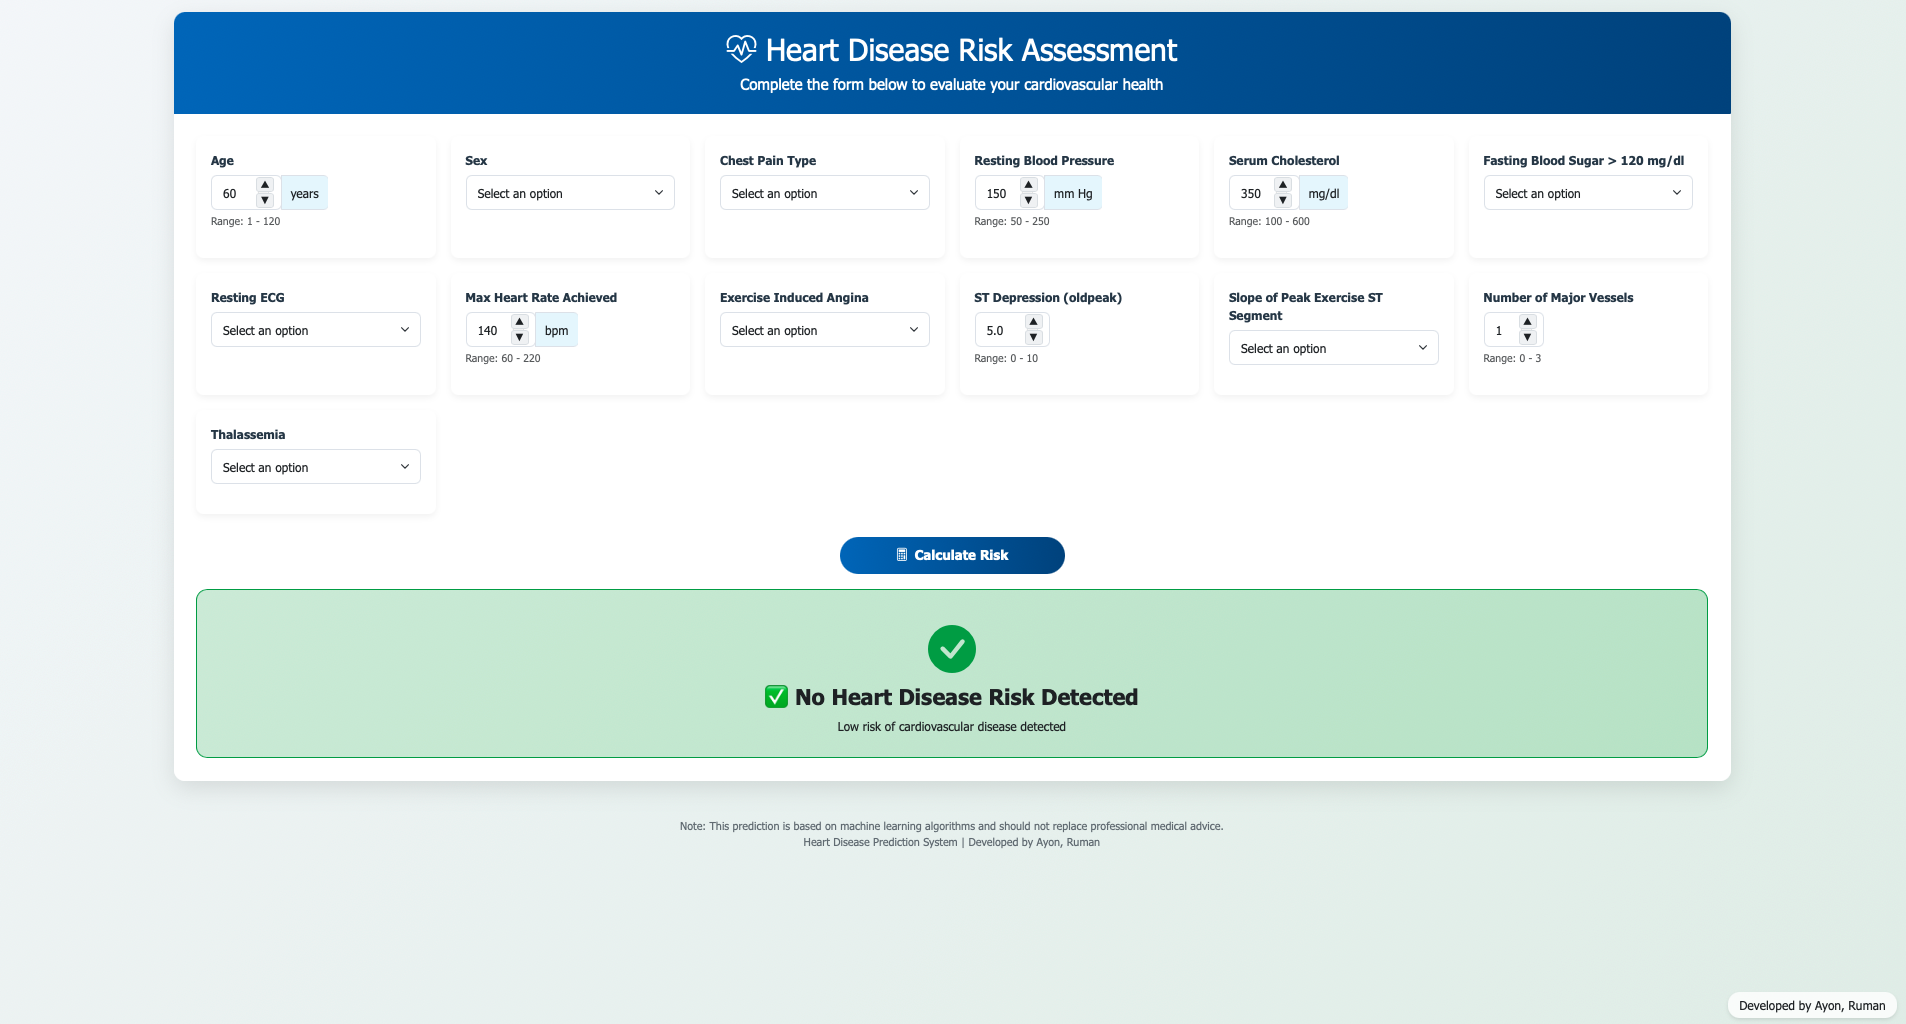 Heart Disease Risk Assessment
Complete the form below to evaluate your cardiovascular health
Age
60
years
Range: 1 - 120
Sex
Select an option
Chest Pain Type
Select an option
Resting Blood Pressure
150
mm Hg
Range: 50 - 250
Serum Cholesterol
350
mg/dl
Range: 100 - 600
Fasting Blood Sugar > 120 mg/dl
Select an option
Resting ECG
Select an option
Max Heart Rate Achieved
140
bpm
Range: 60 - 220
Exercise Induced Angina
Select an option
ST Depression (oldpeak)
5.0
Range: 0 - 10
Slope of Peak Exercise ST
Segment
Select an option
Number of Major Vessels
1
Range: 0 - 3
Thalassemia
Select an option
Calculate Risk
✅ No Heart Disease Risk Detected
Low risk of cardiovascular disease detected
Note: This prediction is based on machine learning algorithms and should not replace professional medical advice.
Heart Disease Prediction System | Developed by Ayon, Ruman
Developed by Ayon, Ruman